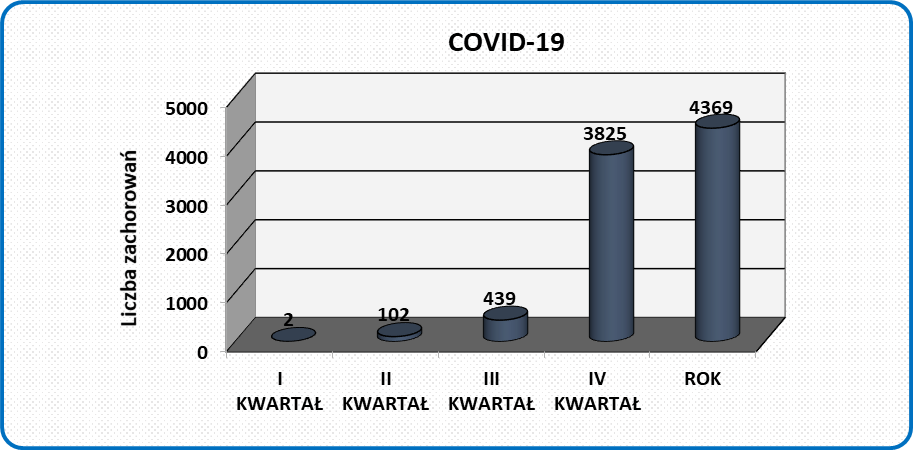 COVID-19
Liczba zachorowań
5000
4000
3000
2000
1000
0
2
102
439
3825
4369
I
KWARTAŁ
II
KWARTAŁ
III
KWARTAŁ
IV
KWARTAŁ
ROK